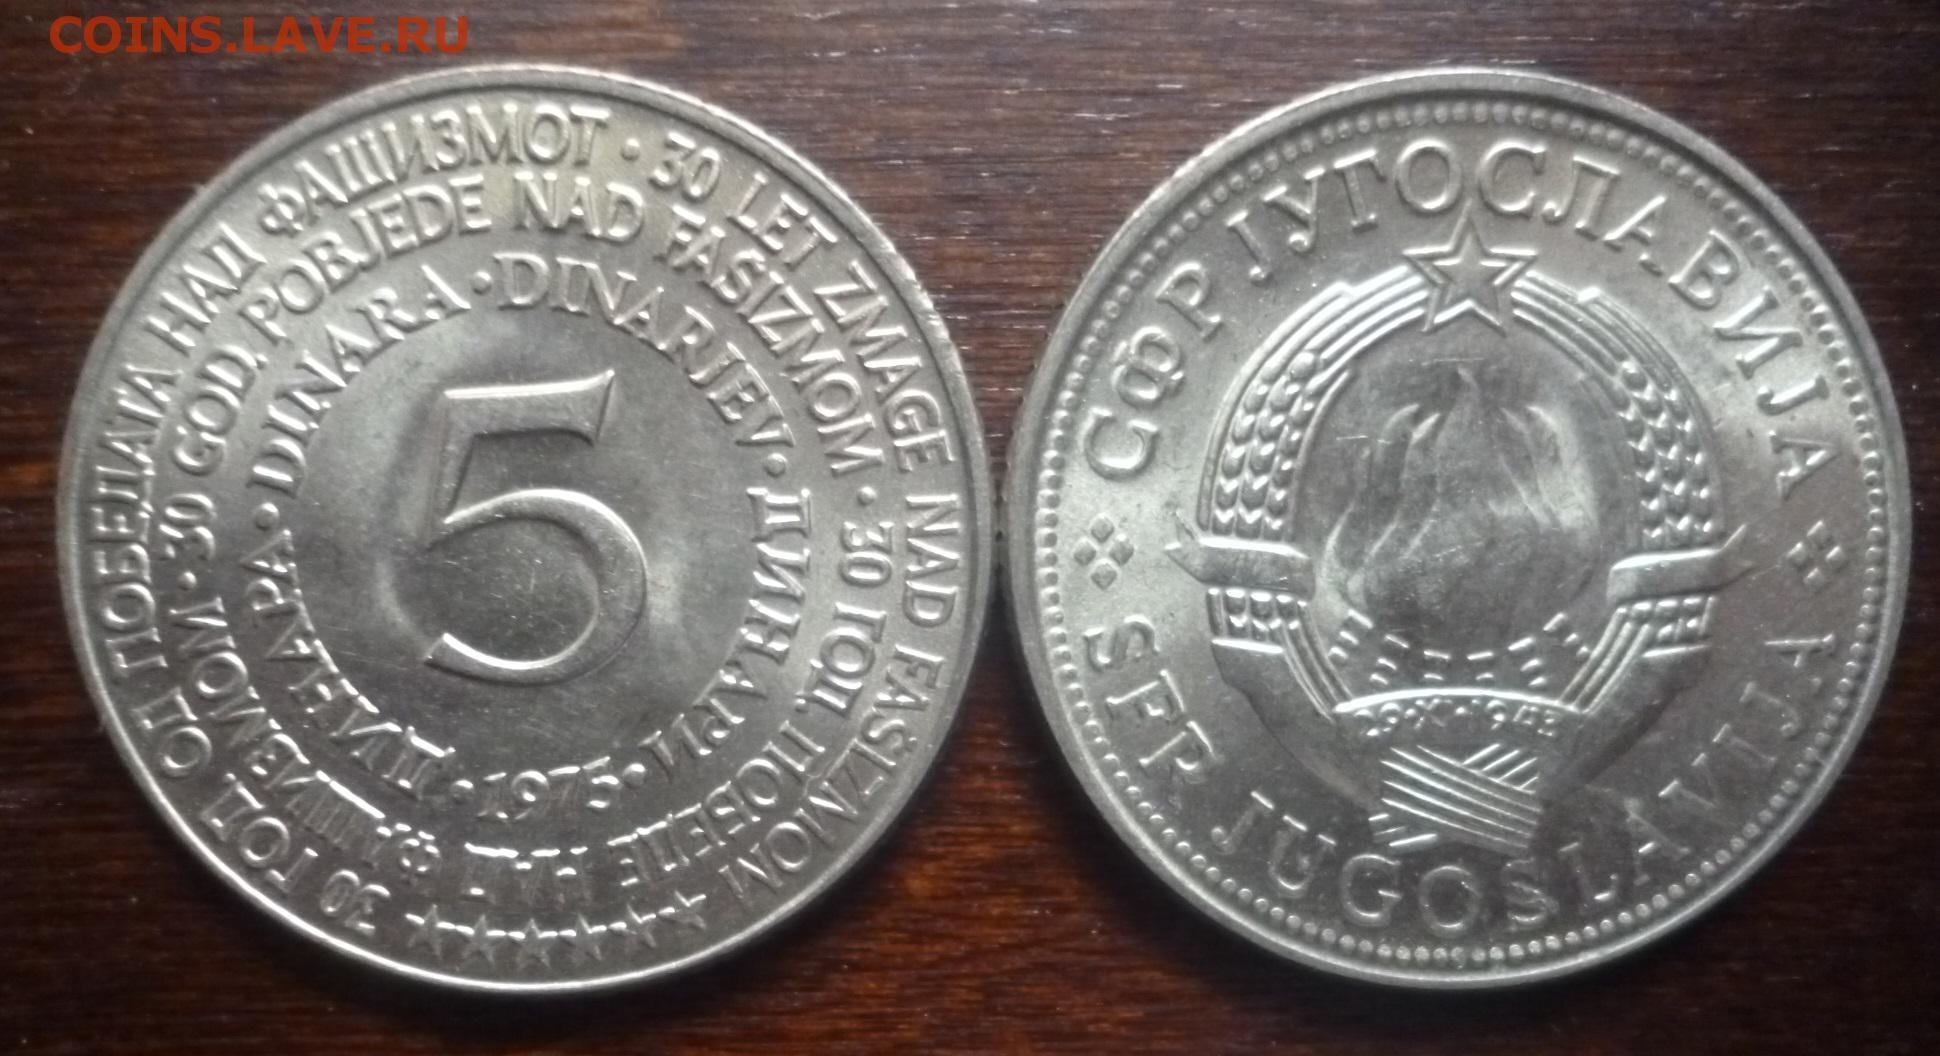 COINS.LAVE.RU
30 ГОД ОД ПОБЕДАТА НАД ФАШИЗМОТ · 30 LET ZMAGE NAD FAŠIZMOM
30 GOD. POBJEDE NAD FAŠIZMOM · 30 ГОД. ПОБЕДЕ НАД ФАШИЗМОМ ·
ДИНАРА · DINARA · DINARJEV · ДИНАРИ · 1975 ·
5
СФР ЈУГОСЛАВИЈА
29·XI·1943
SFR JUGOSLAVIJA